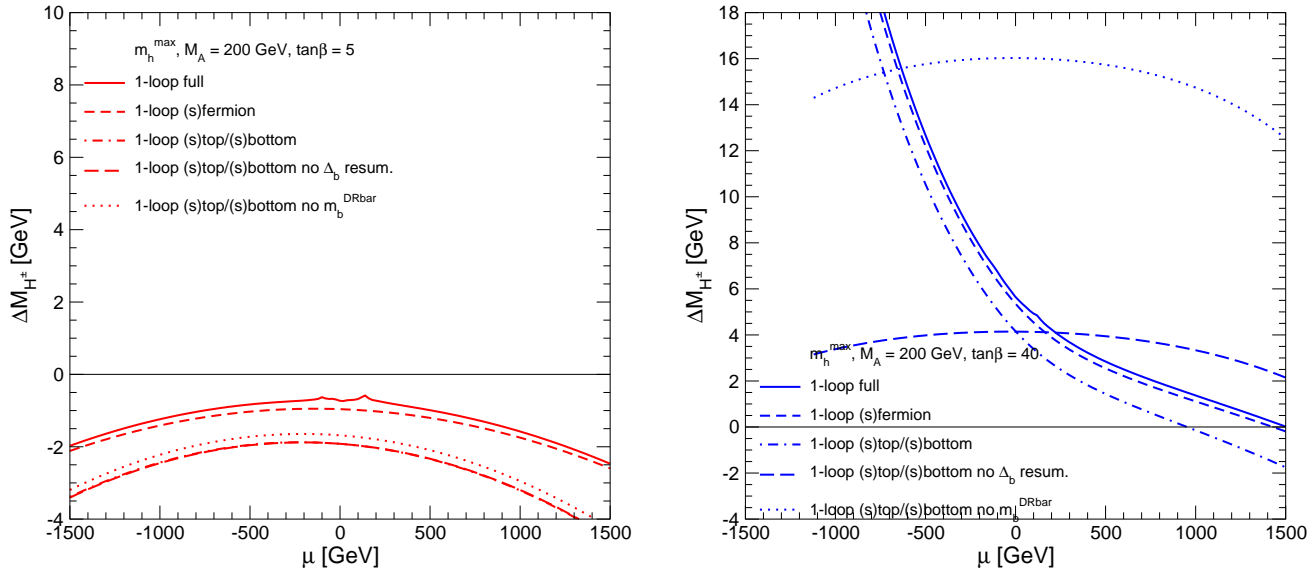 10
8
6
4
2
0
-2
-4
-1500
-1000
-500
0
500
1000
1500
μ [GeV]
ΔM_H^± [GeV]
m_h^max, M_A = 200 GeV, tanβ = 5
1-loop full
1-loop (s)fermion
1-loop (s)top/(s)bottom
1-loop (s)top/(s)bottom no Δ_b resum.
1-loop (s)top/(s)bottom no m_b^DRbar
18
16
14
12
10
8
6
4
2
0
-2
-4
-1500
-1000
-500
0
500
1000
1500
μ [GeV]
ΔM_H^± [GeV]
m_h^max, M_A = 200 GeV, tanβ = 40
1-loop full
1-loop (s)fermion
1-loop (s)top/(s)bottom
1-loop (s)top/(s)bottom no Δ_b resum.
1-loop (s)top/(s)bottom no m_b^DRbar